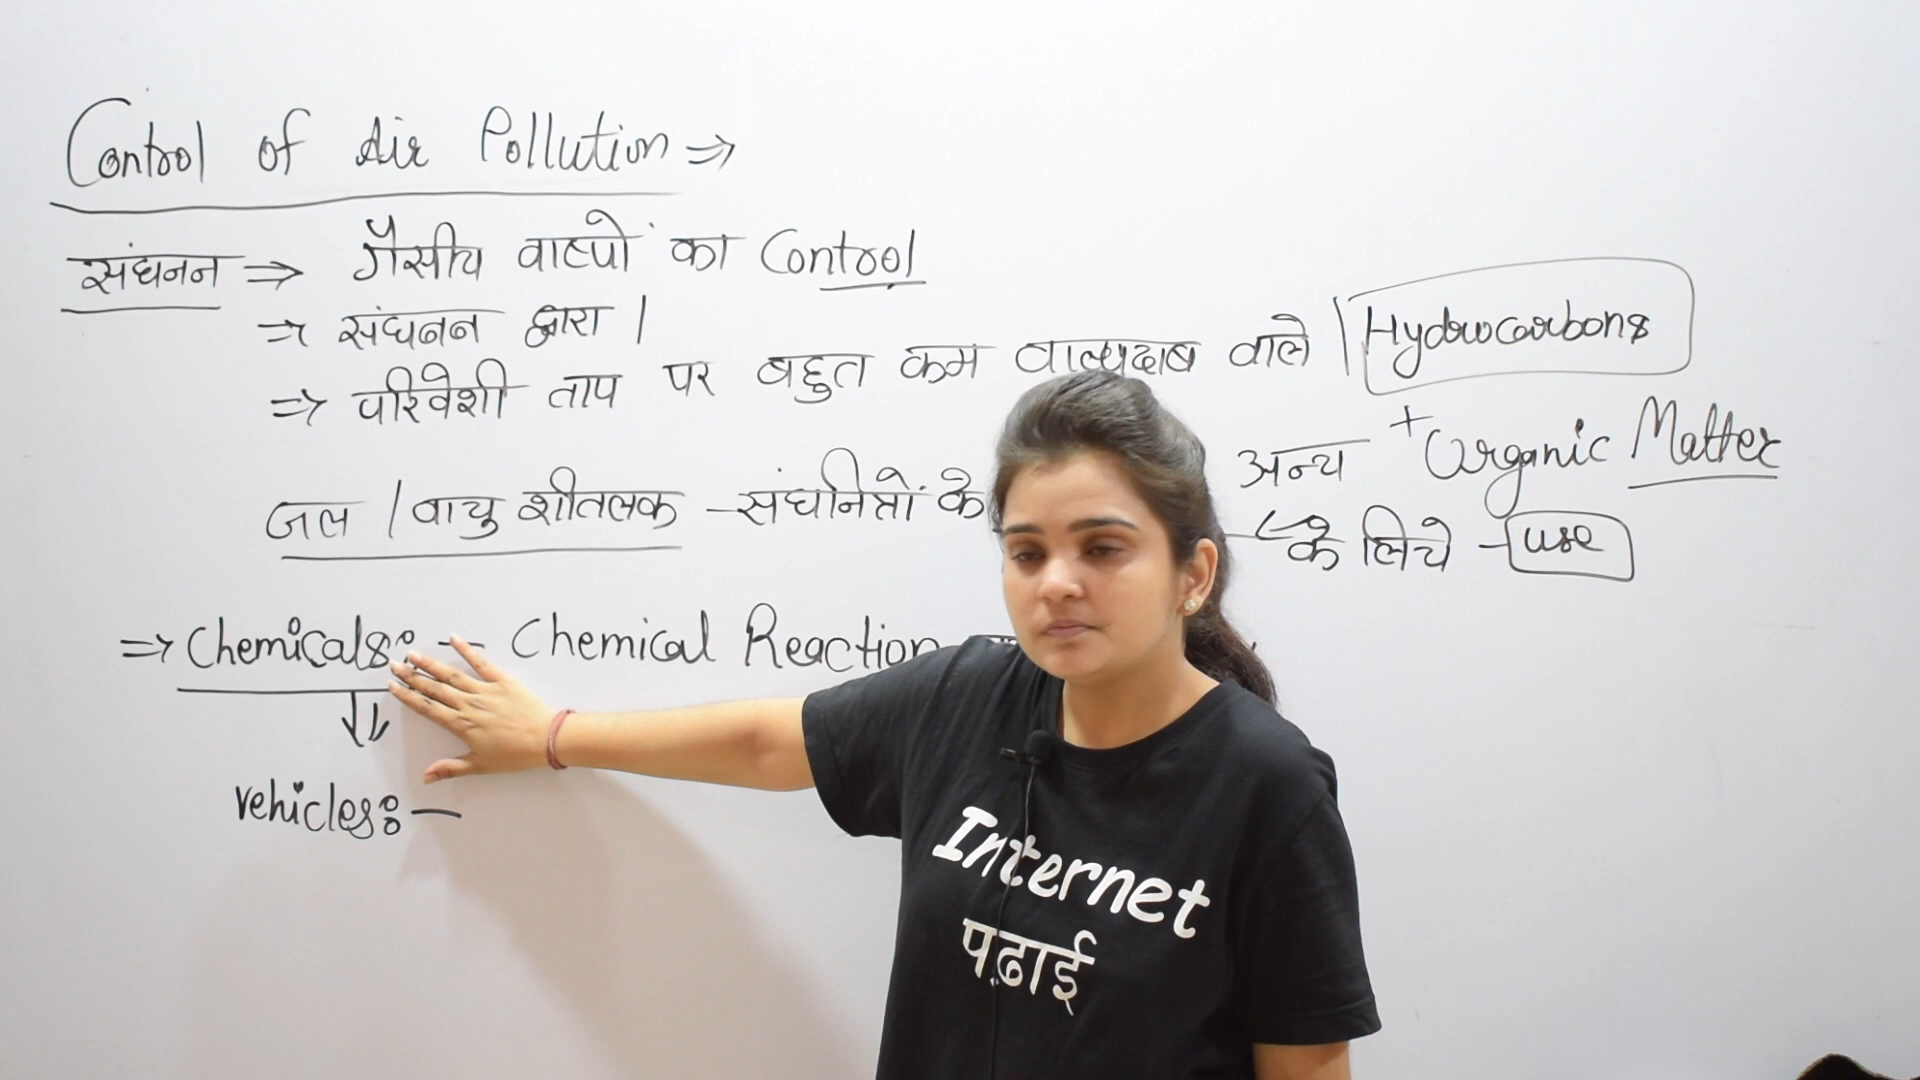 Control of Air Pollution ⇒
संघनन ⇒ गैसीय वाष्पों का Control
⇒ संघनन द्वारा |
⇒ परिवेशी ताप पर बहुत कम वाष्पदाब वाले | Hydrocarbons
अन्य + Organic Matter
जल / वायु शीतलक - संघनित्रों के के लिये - use
⇒ Chemicals:- Chemical Reaction
vehicles:-
Internet
पढ़ाई